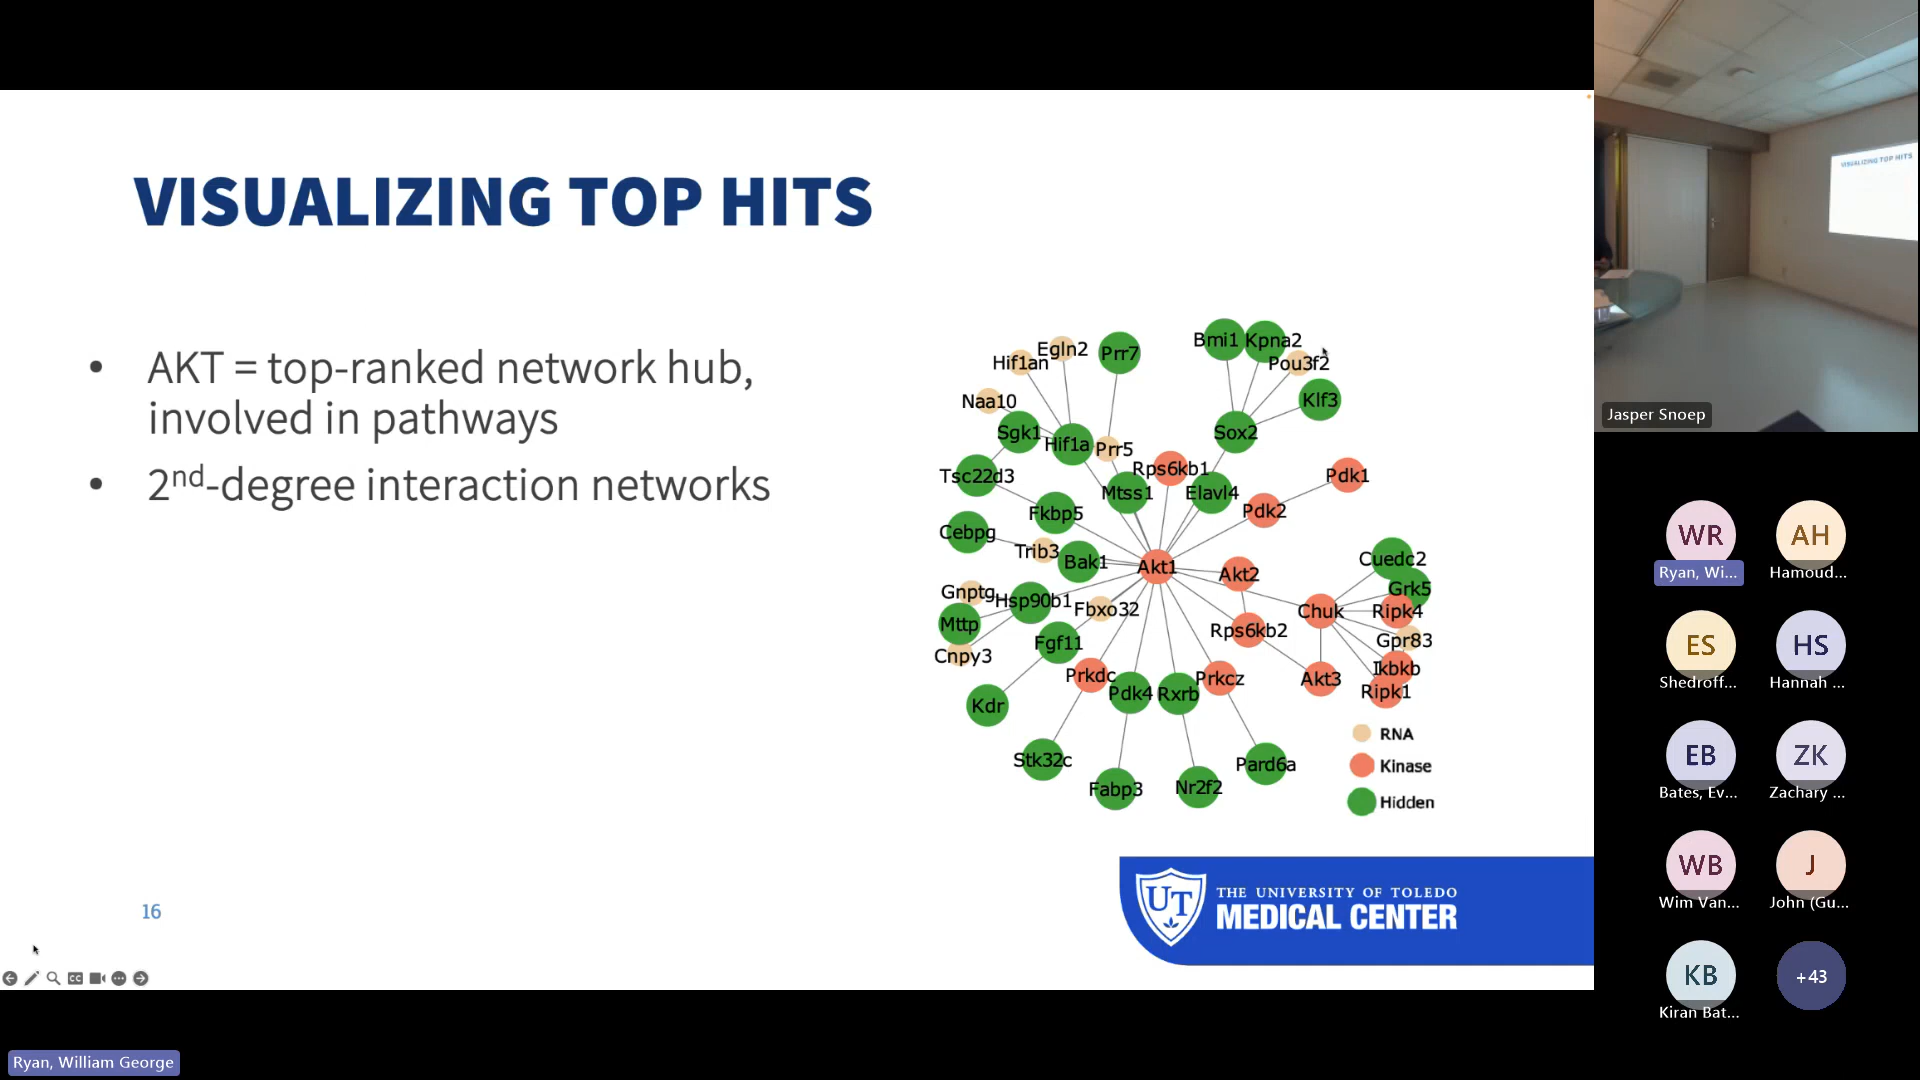 VISUALIZING TOP HITS
• AKT = top-ranked network hub,
involved in pathways
• 2nd-degree interaction networks
Bmi1
Kpna2
Egln2
Prr7
Hif1an
Pou3f2
Naa10
Klf3
Sgk1
Hif1a
Prr5
Sox2
Tsc22d3
Rps6kb1
Pdk1
Mtss1
Elavl4
Fkbp5
Pdk2
Cebpg
Trib3
Bak1
Akt1
Akt2
Cuedc2
Grk5
Gnptg
Hsp90b1
Fbxo32
Chuk
Ripk4
Mttp
Fgf11
Rps6kb2
Gpr83
Cnpy3
Prkdc
Pdk4
Rxrb
Prkcz
Akt3
Ikbkb
Ripk1
Kdr
Stk32c
Fabp3
Nr2f2
Pard6a
RNA
Kinase
Hidden
16
UT
THE UNIVERSITY OF TOLEDO
MEDICAL CENTER
cc
Ryan, William George
VISUALIZING TOP HITS
Jasper Snoep
WR
AH
Ryan, Wi...
Hamoud...
ES
HS
Shedroff...
Hannah ...
EB
ZK
Bates, Ev...
Zachary ...
WB
J
Wim Van...
John (Gu...
KB
+43
Kiran Bat...